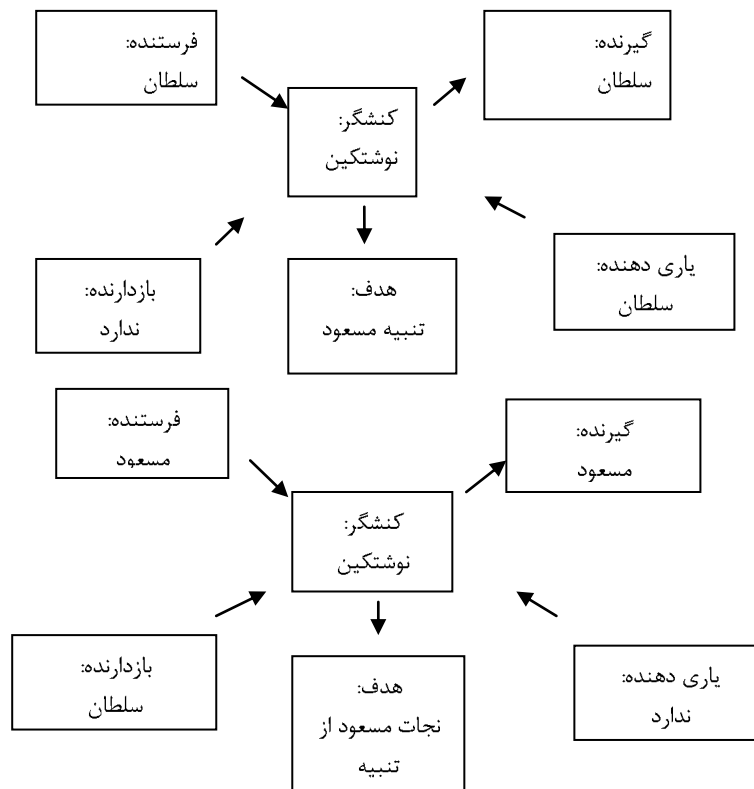 گیرنده:
سلطان
فرستنده:
سلطان
کنشگر:
نوشتکین
یاری دهنده:
سلطان
هدف:
تنبیه مسعود
بازدارنده:
ندارد
گیرنده:
مسعود
فرستنده:
مسعود
کنشگر:
نوشتکین
یاری دهنده:
ندارد
هدف:
نجات مسعود از
تنبیه
بازدارنده:
سلطان